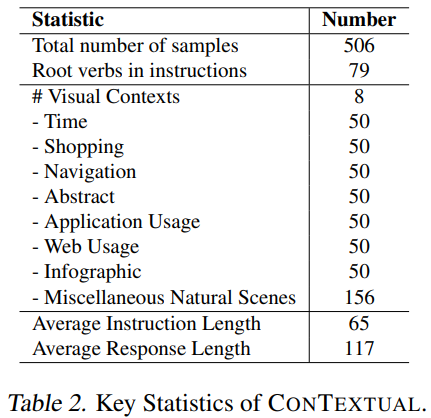 Statistic Number
Total number of samples 506
Root verbs in instructions 79
# Visual Contexts 8
- Time 50
- Shopping 50
- Navigation 50
- Abstract 50
- Application Usage 50
- Web Usage 50
- Infographic 50
- Miscellaneous Natural Scenes 156
Average Instruction Length 65
Average Response Length 117
Table 2. Key Statistics of CONTEXTUAL.